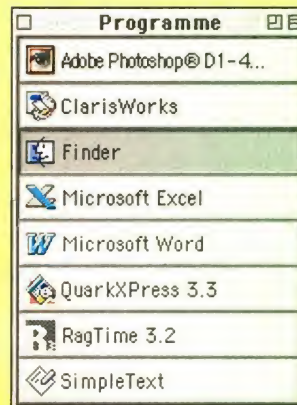 Programme
Adobe Photoshop® D1-4...
ClarisWorks
Finder
Microsoft Excel
Microsoft Word
QuarkXPress 3.3
RagTime 3.2
SimpleText